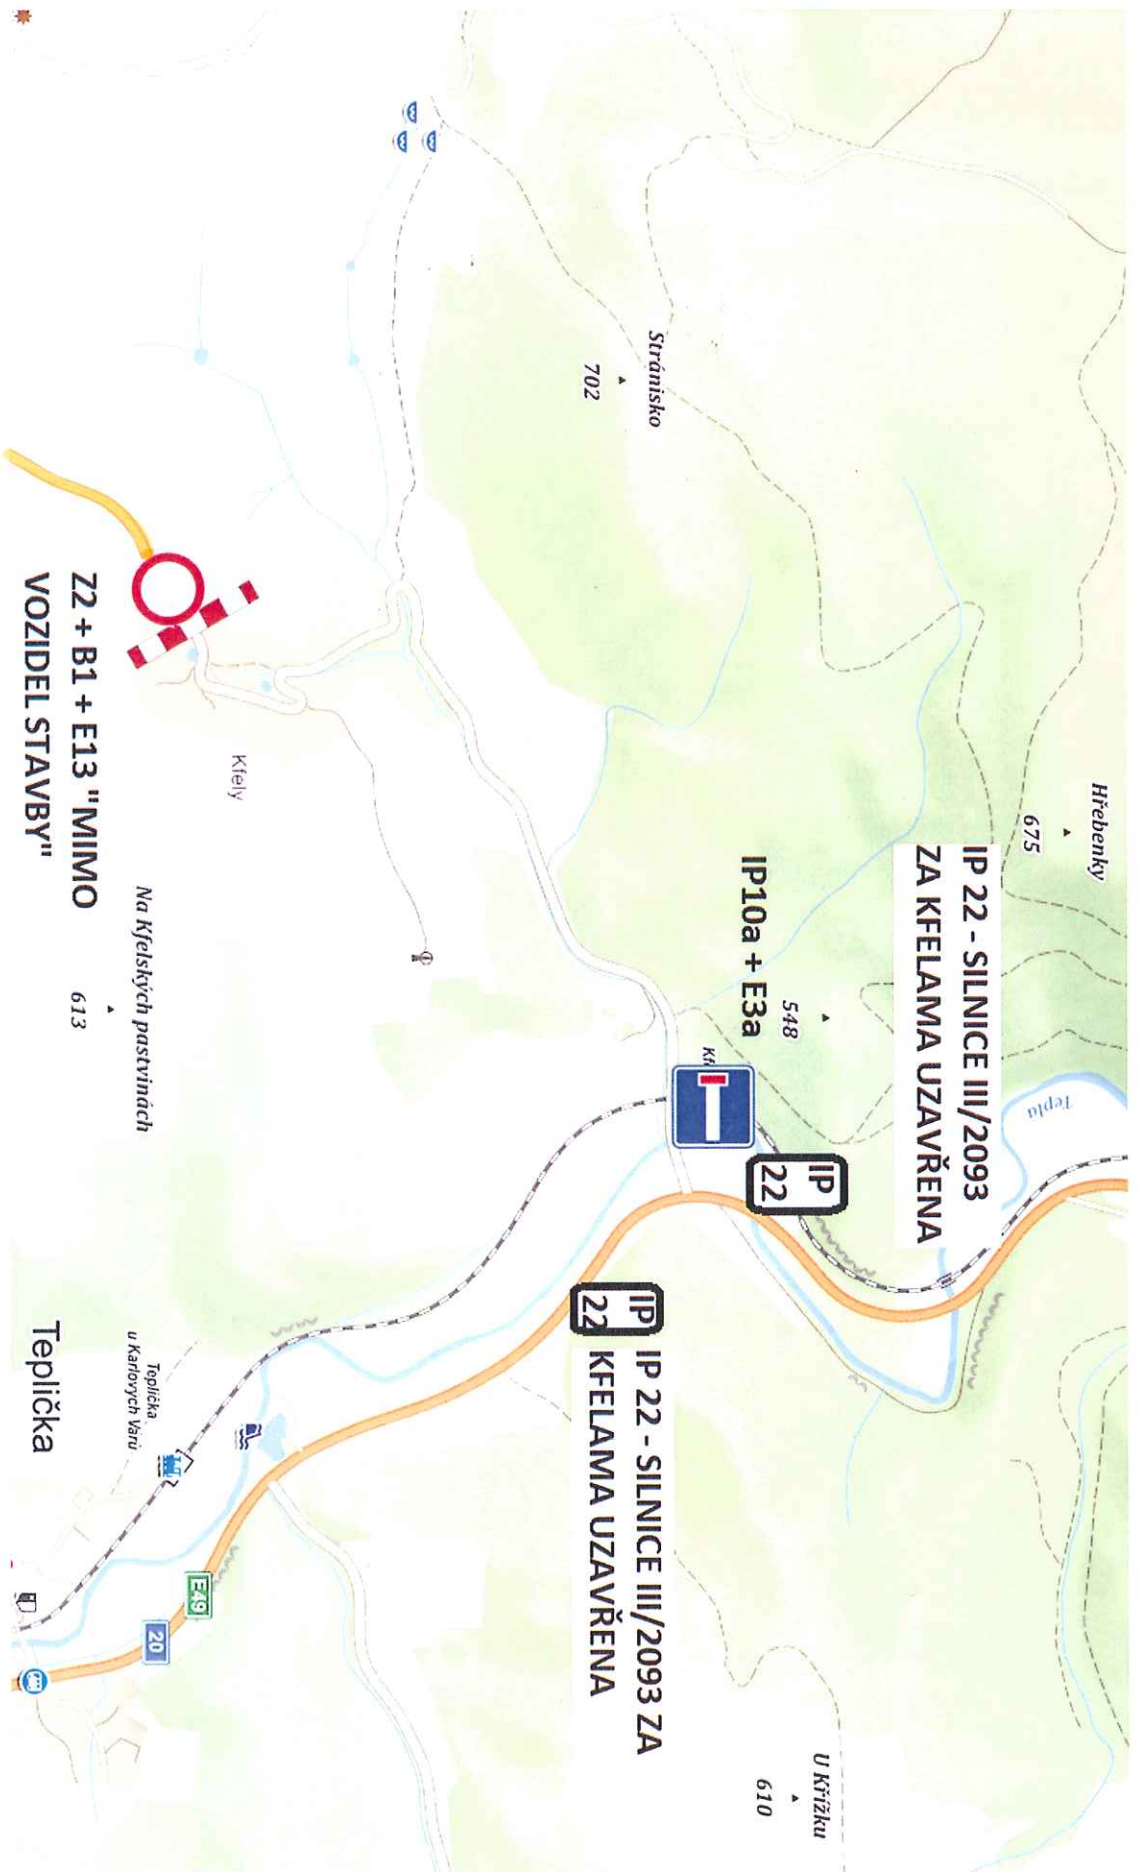 Hřebenky
675
IP 22 - SILNICE III/2093
ZA KFELAMA UZAVŘENA
Teplá
548
IP10a + E3a
Stránisko
702
Kfe
IP
22
IP
22
IP 22 - SILNICE III/2093 ZA
KFELAMA UZAVŘENA
U Křížku
610
Kfely
Na Kfelských pastvinách
613
Z2 + B1 + E13 "MIMO
VOZIDEL STAVBY"
Teplička
u Karlových Varů
Teplička
E49
20